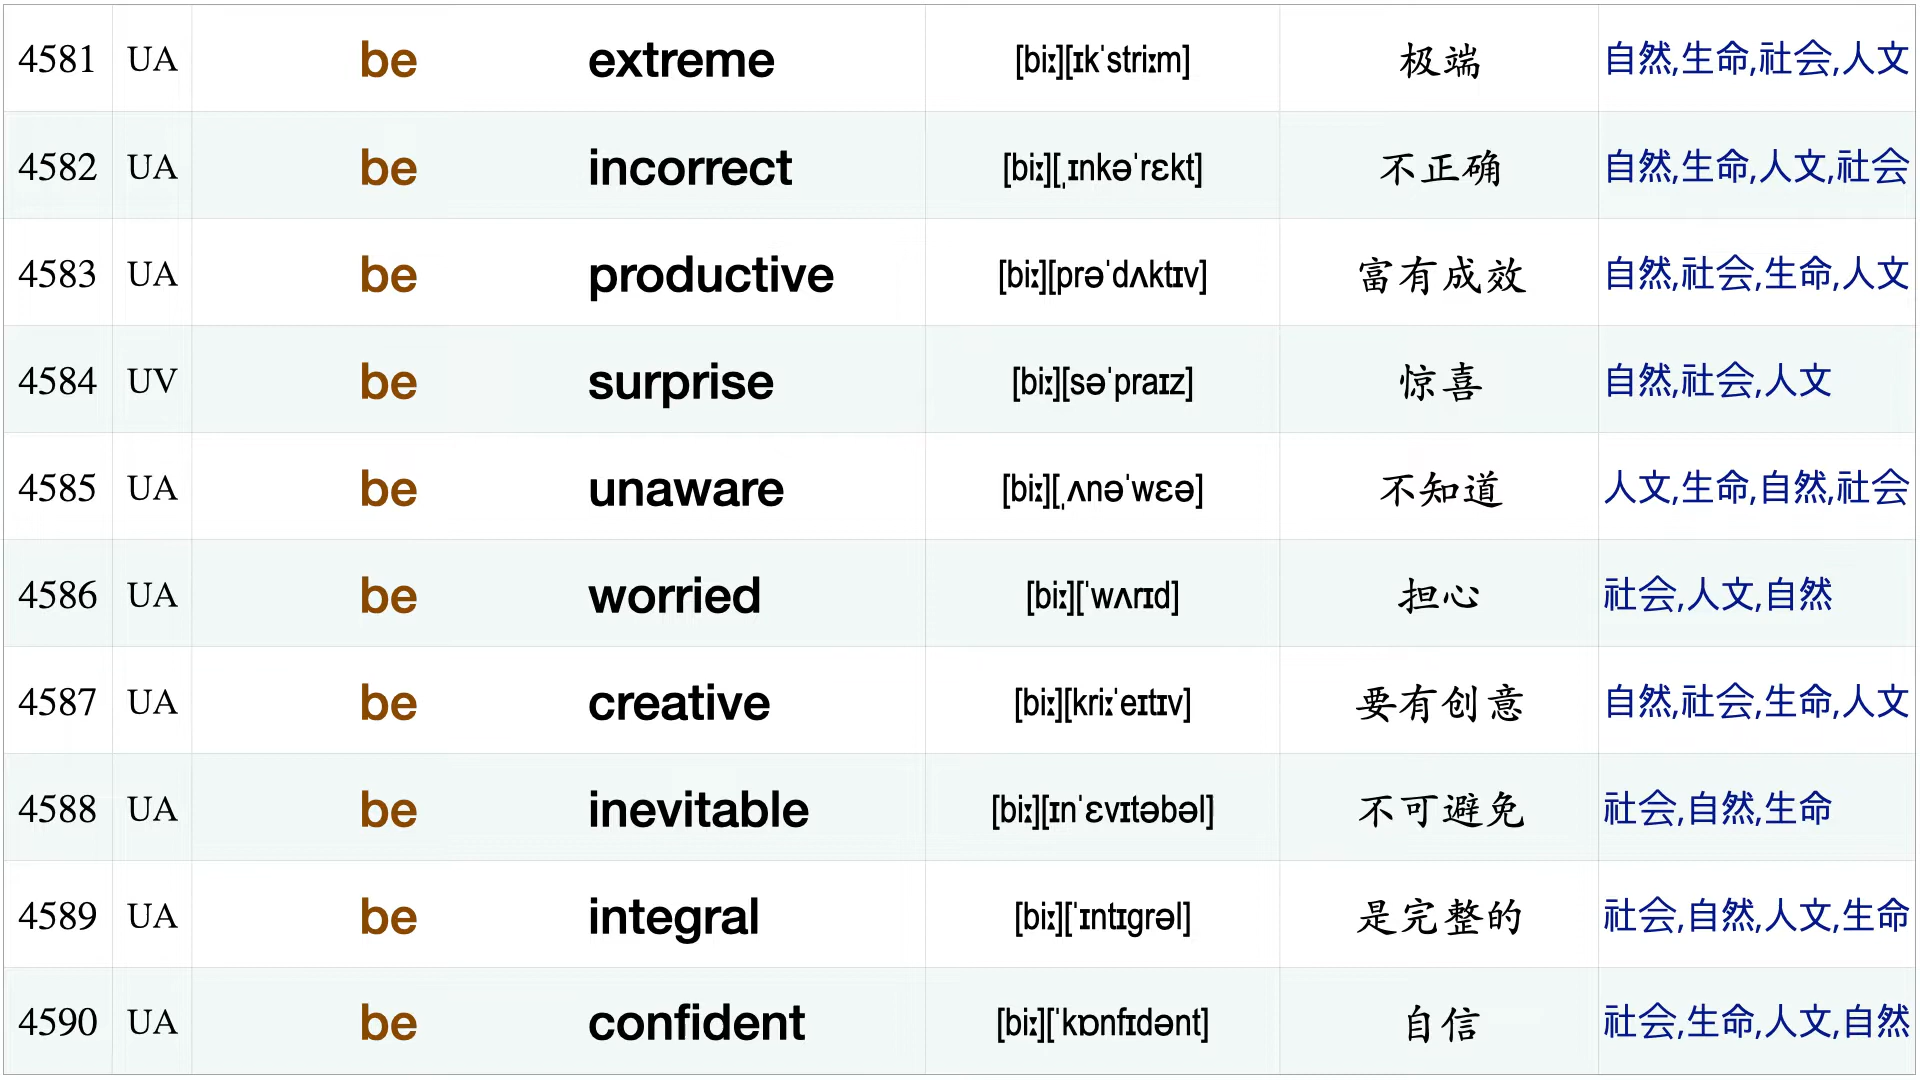 4581 UA be extreme [biː][ɪkˈstriːm] 极端 自然,生命,社会,人文
4582 UA be incorrect [biː][ˌɪnkəˈrɛkt] 不正确 自然,生命,人文,社会
4583 UA be productive [biː][prəˈdʌktɪv] 富有成效 自然,社会,生命,人文
4584 UV be surprise [biː][səˈpraɪz] 惊喜 自然,社会,人文
4585 UA be unaware [biː][ˌʌnəˈwɛə] 不知道 人文,生命,自然,社会
4586 UA be worried [biː][ˈwʌrɪd] 担心 社会,人文,自然
4587 UA be creative [biː][kriːˈeɪtɪv] 要有创意 自然,社会,生命,人文
4588 UA be inevitable [biː][ɪnˈɛvɪtəbəl] 不可避免 社会,自然,生命
4589 UA be integral [biː][ˈɪntɪgrəl] 是完整的 社会,自然,人文,生命
4590 UA be confident [biː][ˈkɒnfɪdənt] 自信 社会,生命,人文,自然